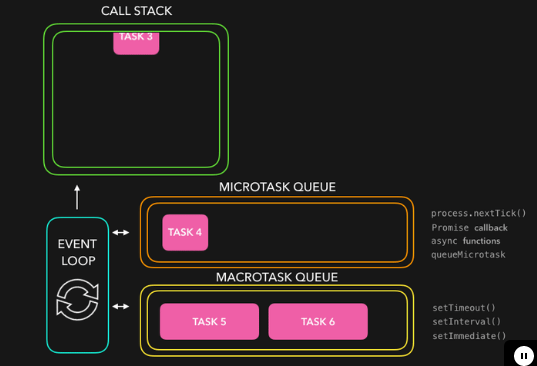 CALL STACK
TASK 3
MICROTASK QUEUE
TASK 4
process.nextTick()
Promise callback
async functions
queueMicrotask
EVENT
LOOP
MACROTASK QUEUE
TASK 5
TASK 6
setTimeout()
setInterval()
setImmediate()